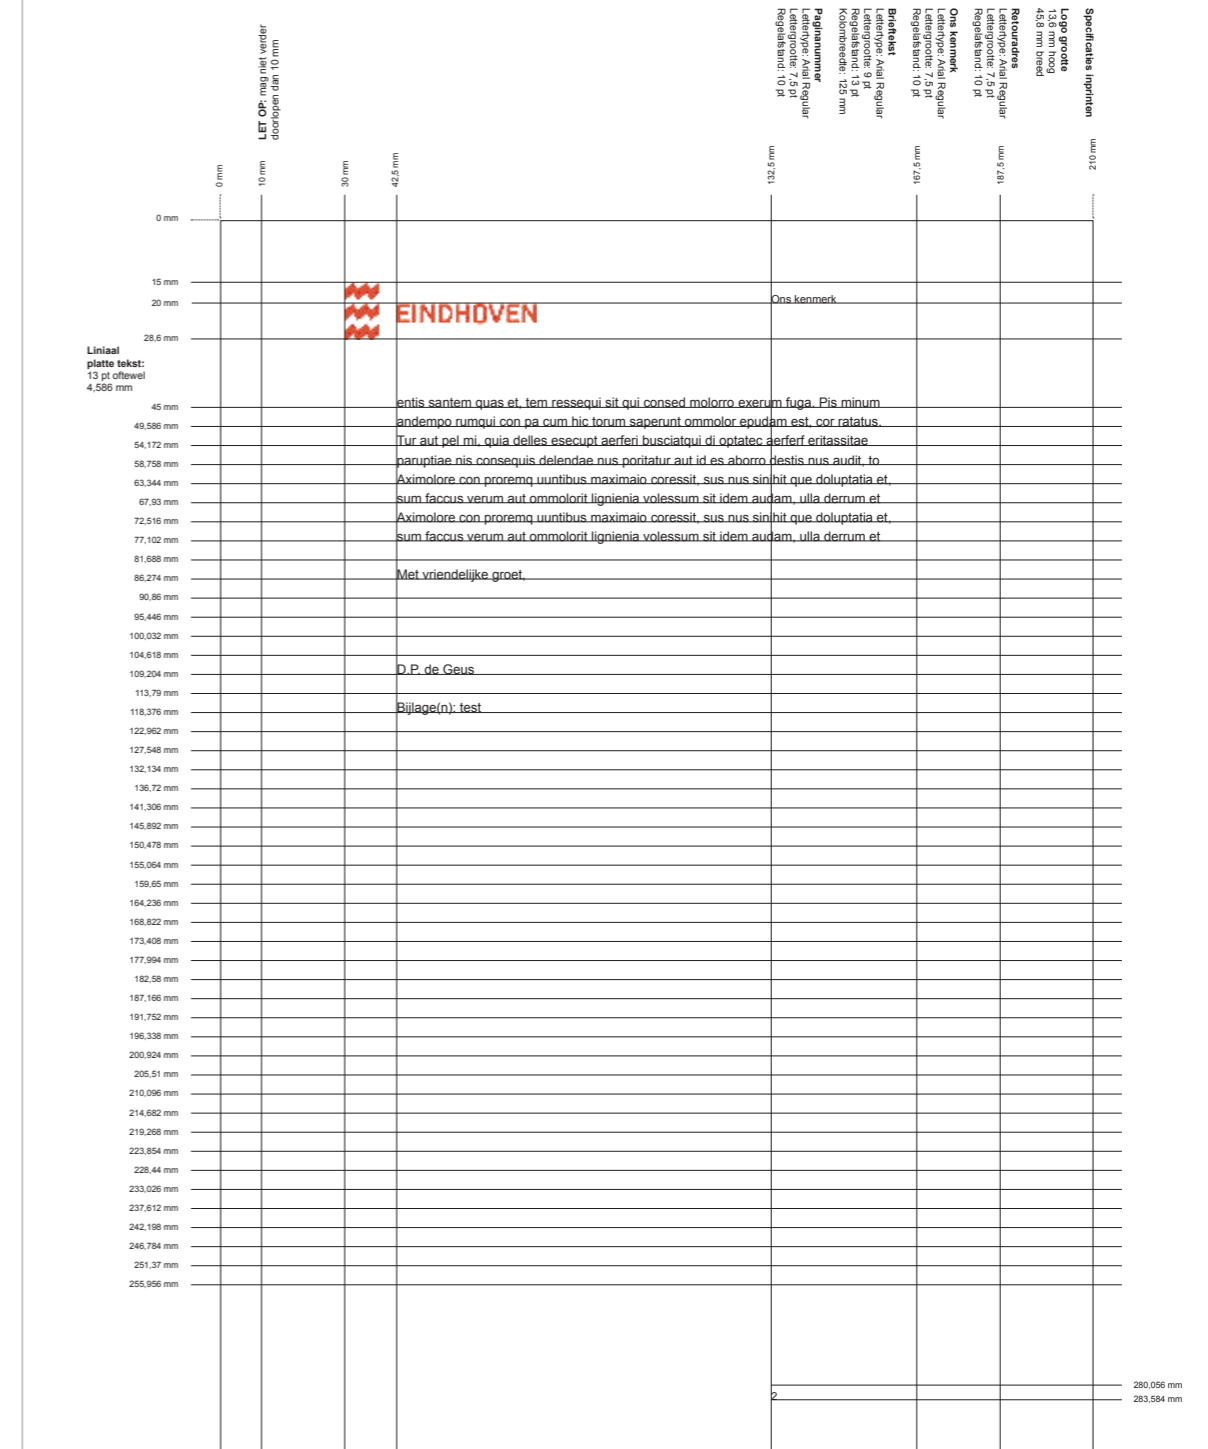 Specificaties inprinten
Logo grootte
13,6 mm hoog
45,8 mm breed
Retouradres
Lettertype: Arial Regular
Lettergrootte: 7,5 pt
Regelafstand: 10 pt
Ons kenmerk
Lettertype: Arial Regular
Lettergrootte: 7,5 pt
Regelafstand: 10 pt
Brieftekst
Lettertype: Arial Regular
Lettergrootte: 9 pt
Regelafstand: 13 pt
Kolombreedte: 125 mm
Paginanummer
Lettertype: Arial Regular
Lettergrootte: 7,5 pt
Regelafstand: 10 pt
LET OP: mag niet verder
doorlopen dan 10 mm
0 mm
10 mm
30 mm
42,5 mm
132,5 mm
167,5 mm
187,5 mm
210 mm
0 mm
15 mm
20 mm
Ons kenmerk
EINDHOVEN
28,6 mm
Liniaal
platte tekst:
13 pt oftewel
4,586 mm
45 mm
entis santem quas et, tem ressequi sit qui consed molorro exerum fuga. Pis minum
49,586 mm
andempo rumqui con pa cum hic torum saperunt ommolor epudam est, cor ratatus.
54,172 mm
Tur aut pel mi, quia delles esecupt aerferi busciatqui di optatec aerferf eritassitae
58,758 mm
paruptiae nis consequis delendae nus poritatur aut id es aborro destis nus audit, to
63,344 mm
Aximolore con proremq uuntibus maximaio coressit, sus nus sinihit que doluptatia et,
67,93 mm
sum faccus verum aut ommolorit lignienia volessum sit idem audam, ulla derrum et
72,516 mm
Aximolore con proremq uuntibus maximaio coressit, sus nus sinihit que doluptatia et,
77,102 mm
sum faccus verum aut ommolorit lignienia volessum sit idem audam, ulla derrum et
81,688 mm
86,274 mm
Met vriendelijke groet,
90,86 mm
95,446 mm
100,032 mm
104,618 mm
109,204 mm
D.P. de Geus
113,79 mm
118,376 mm
Bijlage(n): test
122,962 mm
127,548 mm
132,134 mm
136,72 mm
141,306 mm
145,892 mm
150,478 mm
155,064 mm
159,65 mm
164,236 mm
168,822 mm
173,408 mm
177,994 mm
182,58 mm
187,166 mm
191,752 mm
196,338 mm
200,924 mm
205,51 mm
210,096 mm
214,682 mm
219,268 mm
223,854 mm
228,44 mm
233,026 mm
237,612 mm
242,198 mm
246,784 mm
251,37 mm
255,956 mm
280,056 mm
2
283,584 mm